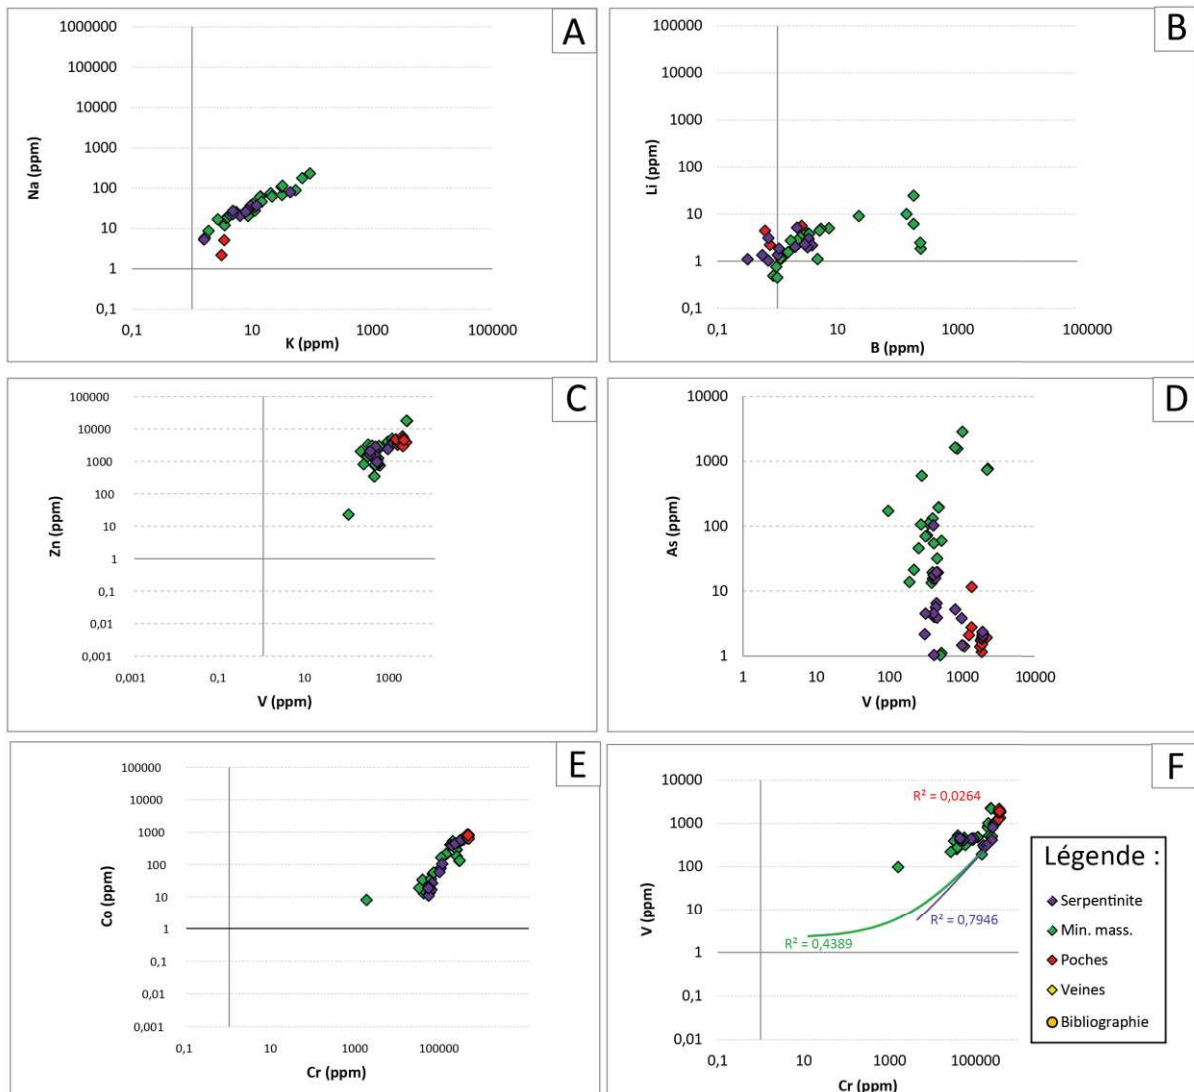 A
1000000
100000
10000
1000
100
10
1
0,1
0,1
10
1000
100000
Na (ppm)
K (ppm)
B
100000
10000
1000
100
10
1
0,1
0,1
10
1000
100000
Li (ppm)
B (ppm)
C
100000
10000
1000
100
10
1
0,1
0,01
0,001
0,001
0,1
10
1000
Zn (ppm)
V (ppm)
D
10000
1000
100
10
1
1
10
100
1000
10000
As (ppm)
V (ppm)
E
100000
10000
1000
100
10
1
0,1
0,01
0,001
0,1
10
1000
100000
Co (ppm)
Cr (ppm)
F
10000
1000
100
10
1
0,1
0,01
0,1
10
1000
100000
V (ppm)
Cr (ppm)
R² = 0,0264
R² = 0,7946
R² = 0,4389
Légende :
Serpentinite
Min. mass.
Poches
Veines
Bibliographie